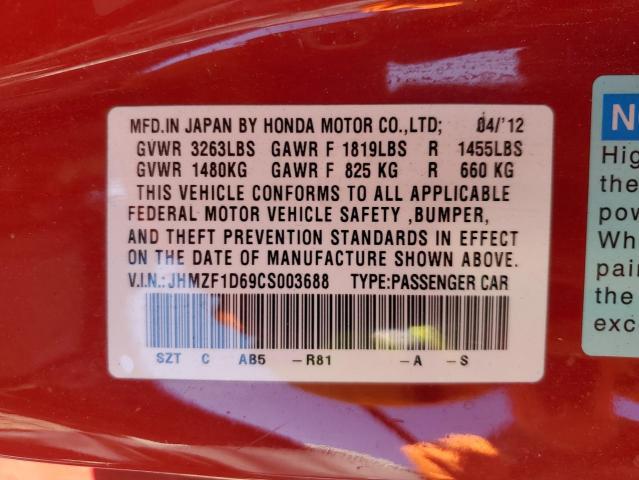 MFD.IN JAPAN BY HONDA MOTOR CO.,LTD; 04/'12
GVWR 3263LBS GAWR F 1819LBS R 1455LBS
GVWR 1480KG GAWR F 825 KG R 660 KG
THIS VEHICLE CONFORMS TO ALL APPLICABLE
FEDERAL MOTOR VEHICLE SAFETY ,BUMPER,
AND THEFT PREVENTION STANDARDS IN EFFECT
ON THE DATE OF MANUFACTURE SHOWN ABOVE.
V.I.N.:JHMZF1D69CS003688 TYPE:PASSENGER CAR
SZT C AB5 -R81 -A -S
Hig
the
pow
Wh
pai
the
exc